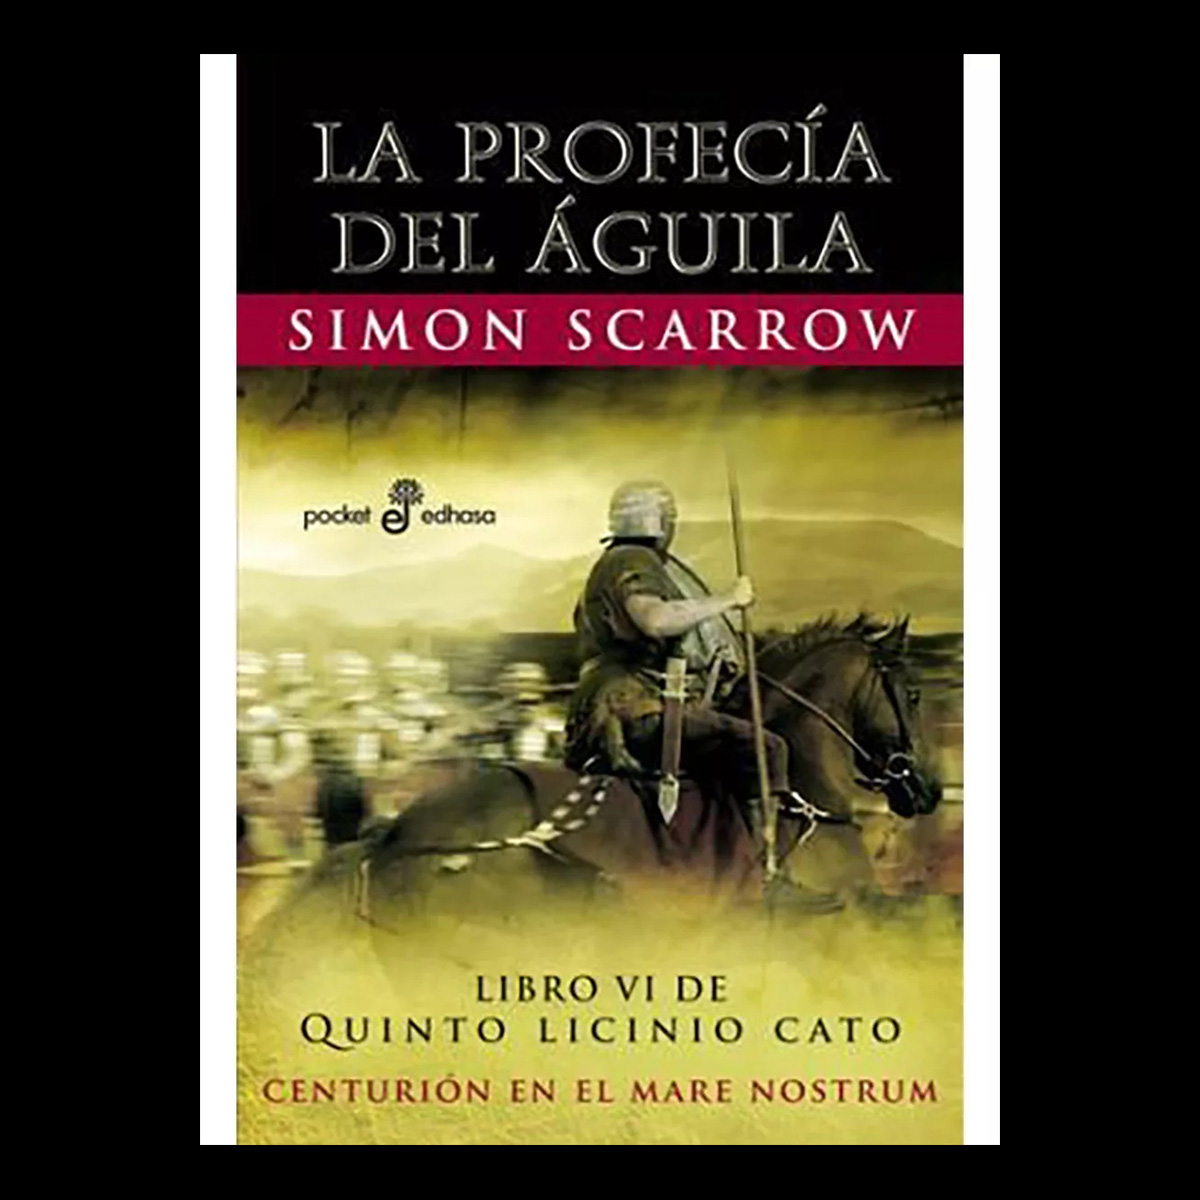 LA PROFECÍA
DEL ÁGUILA
SIMON SCARROW
pocket edhasa
LIBRO VI DE
QUINTO LICINIO CATO
CENTURIÓN EN EL MARE NOSTRUM